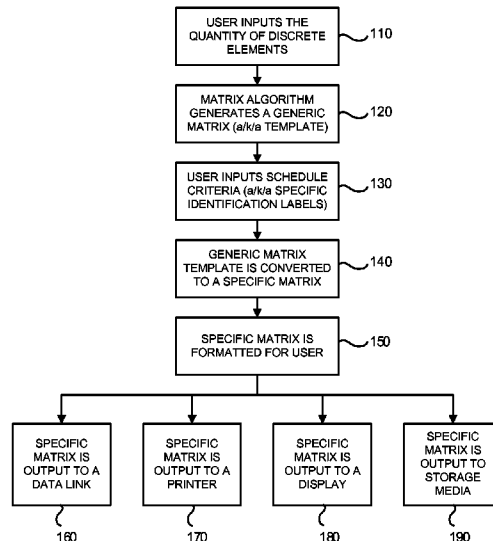 USER INPUTS THE
QUANTITY OF DISCRETE
ELEMENTS
110
MATRIX ALGORITHM
GENERATES A GENERIC
MATRIX (a/k/a TEMPLATE)
120
USER INPUTS SCHEDULE
CRITERIA (a/k/a SPECIFIC
IDENTIFICATION LABELS)
130
GENERIC MATRIX
TEMPLATE IS CONVERTED
TO A SPECIFIC MATRIX
140
SPECIFIC MATRIX IS
FORMATTED FOR USER
150
SPECIFIC
MATRIX IS
OUTPUT TO A
DATA LINK
160
SPECIFIC
MATRIX IS
OUTPUT TO A
PRINTER
170
SPECIFIC
MATRIX IS
OUTPUT TO A
DISPLAY
180
SPECIFIC
MATRIX IS
OUTPUT TO
STORAGE
MEDIA
190